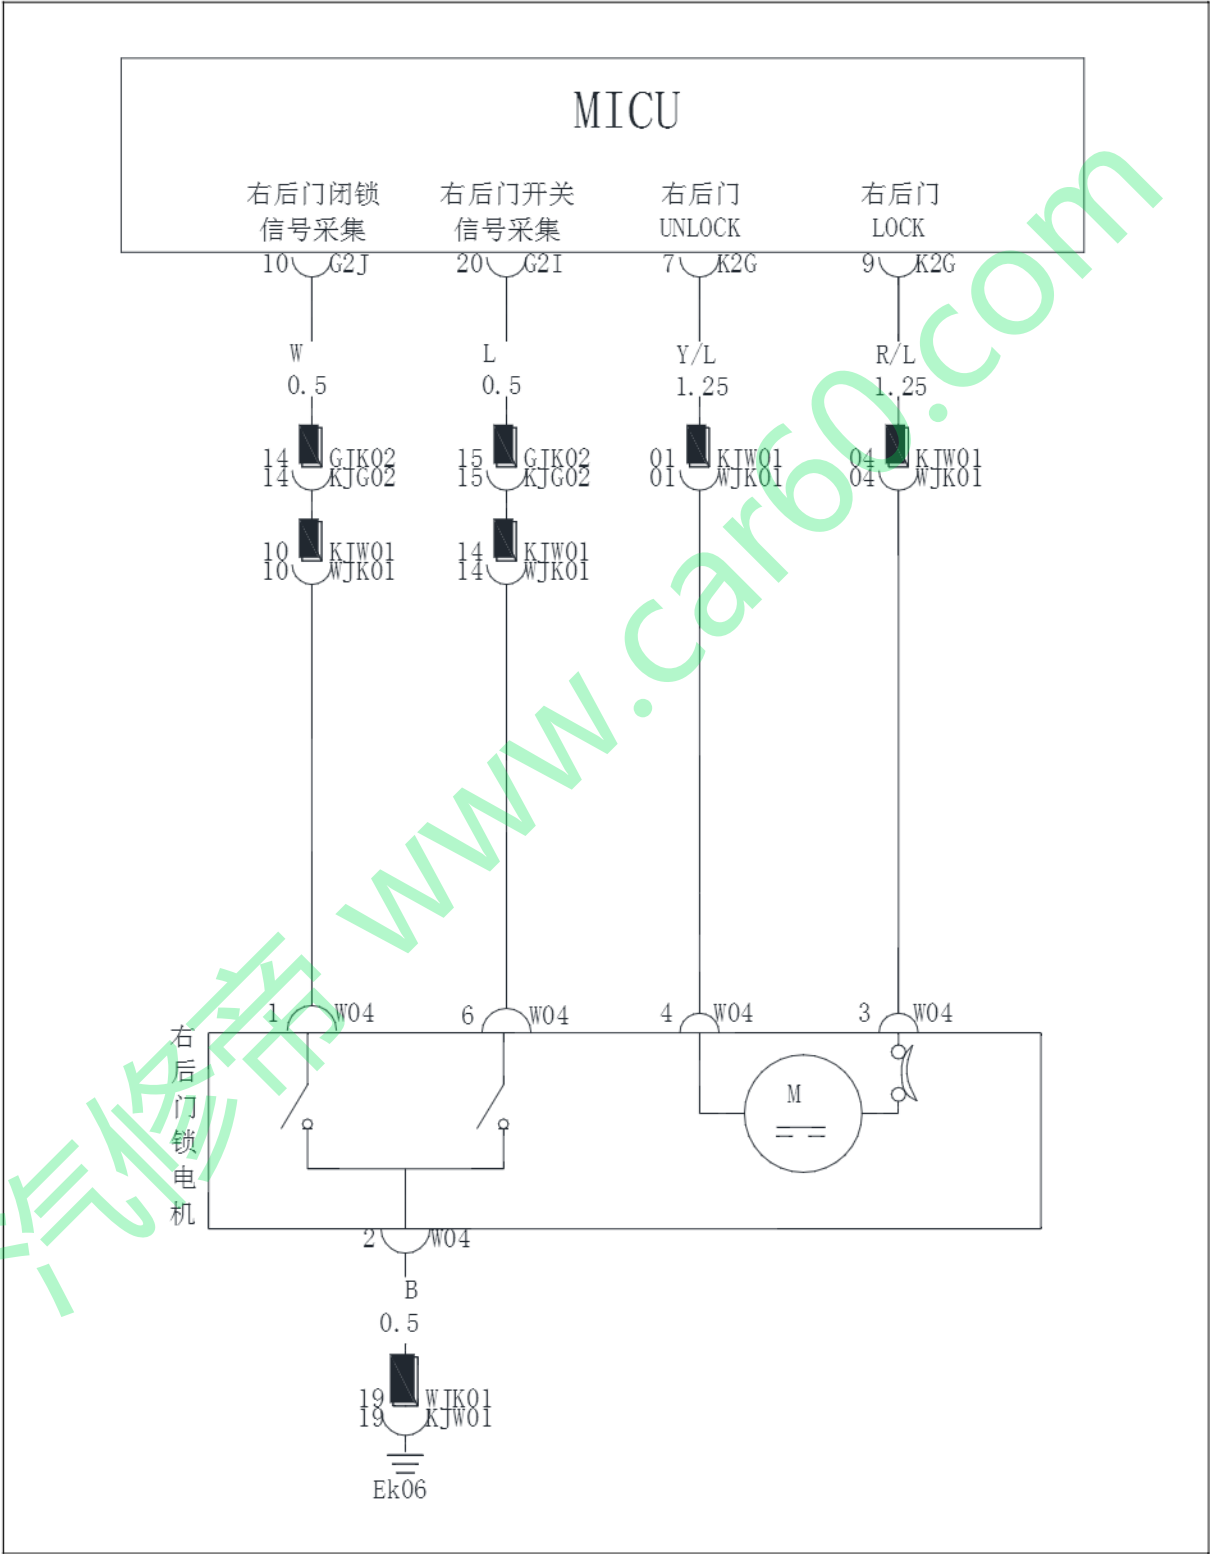 MICU
右后门闭锁 右后门开关 右后门 右后门
信号采集 信号采集 UNLOCK LOCK
10 G2J 20 G2I 7 K2G 9 K2G
W L Y/L R/L
0.5 0.5 1.25 1.25
14 GJK02 15 GJK02 01 KJW01 04 KJW01
14 KJG02 15 KJG02 01 WJK01 04 WJK01
10 KJW01 14 KJW01
10 WJK01 14 WJK01
1 W04 6 W04 4 W04 3 W04
右后门锁电机
M
2 W04
B
0.5
19 WJK01
19 KJW01
Ek06
汽修帝 www.car60.com